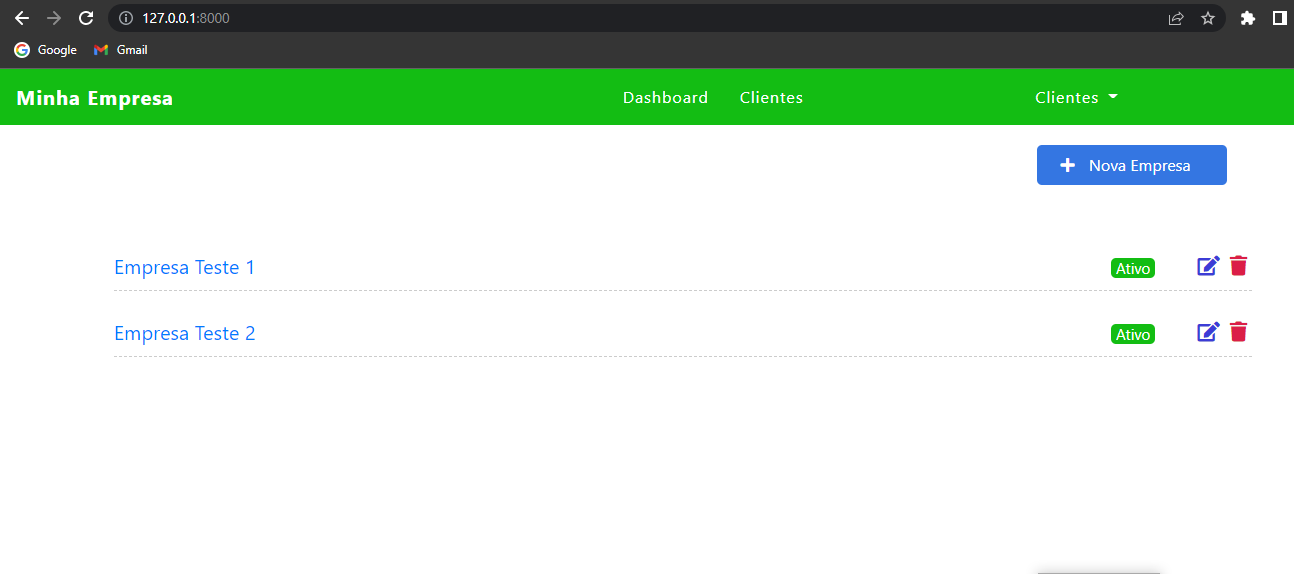 127.0.0.1:8000
Google Gmail
Minha Empresa Dashboard Clientes Clientes
Nova Empresa
Empresa Teste 1 Ativo
Empresa Teste 2 Ativo